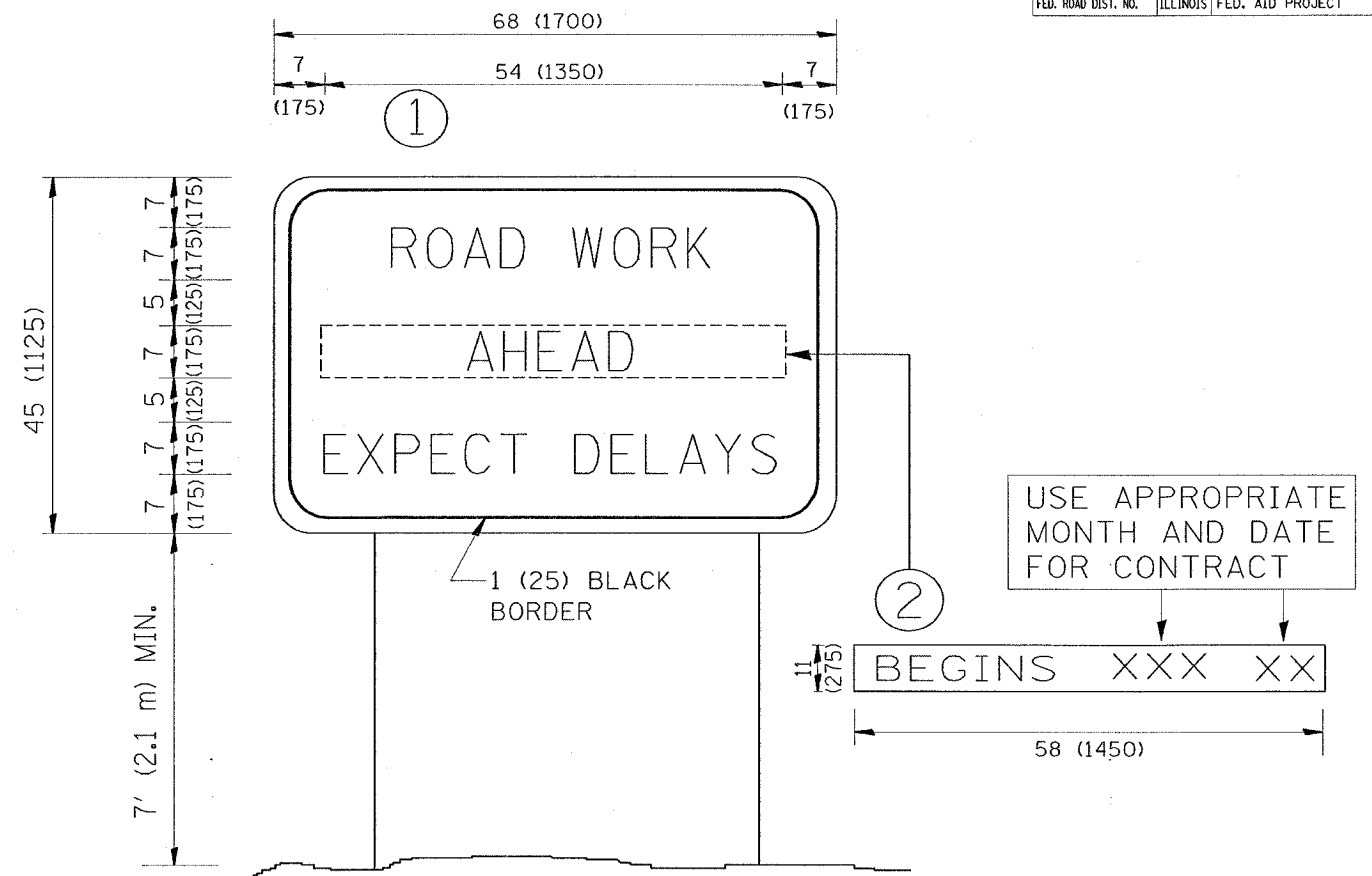 FED. ROAD DIST. NO. ILLINOIS FED. AID PROJECT
68 (1700)
7 54 (1350) 7
(175) (175)
1
45 (1125)
7 (175)
7 (175)
5 (125)
7 (175)
5 (125)
7 (175)
7 (175)
ROAD WORK
AHEAD
EXPECT DELAYS
1 (25) BLACK
BORDER
7' (2.1 m) MIN.
2
USE APPROPRIATE
MONTH AND DATE
FOR CONTRACT
11
(275)
BEGINS XXX XX
58 (1450)